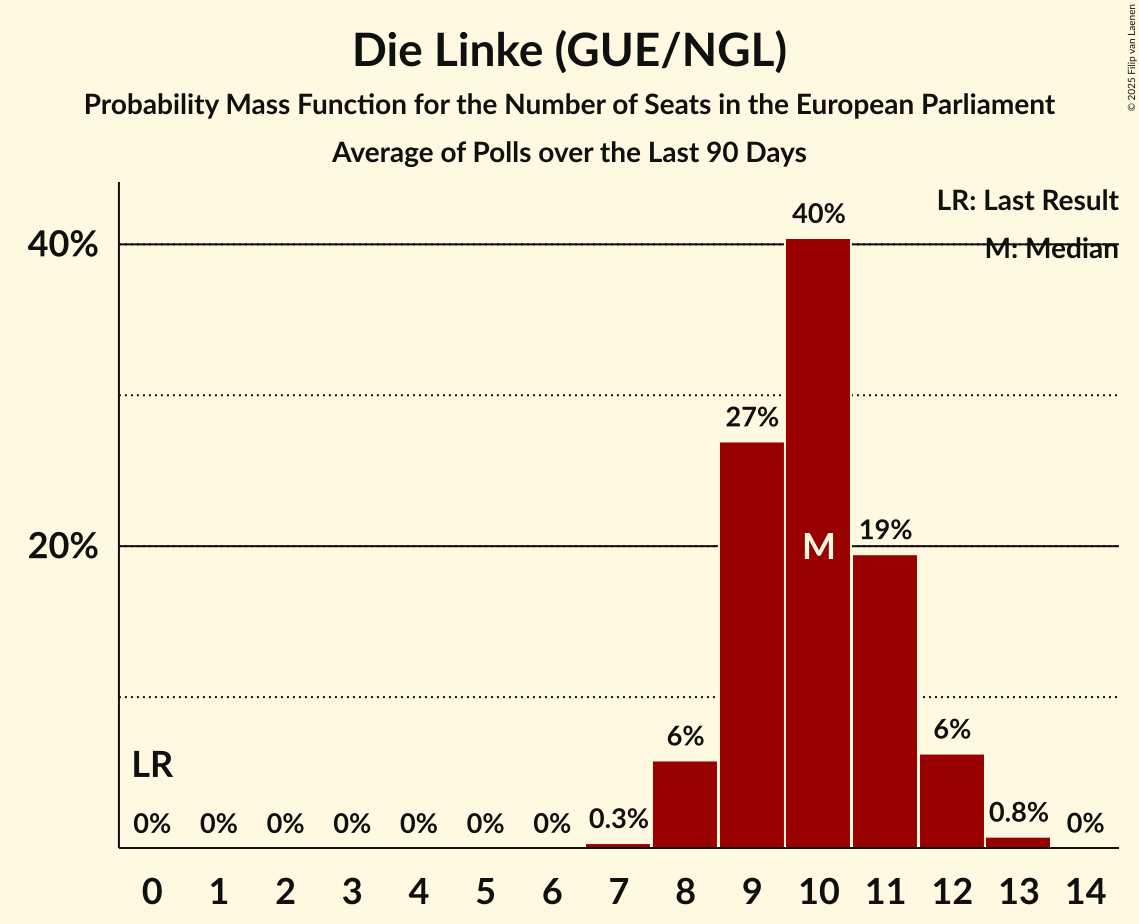 Die Linke (GUE/NGL)
Probability Mass Function for the Number of Seats in the European Parliament
Average of Polls over the Last 90 Days
© 2025 Filip van Laenen
LR: Last Result
M: Median
40%
20%
40%
27%
19%
M
6%
6%
LR
0% 0% 0% 0% 0% 0% 0% 0.3% 0.8% 0%
0 1 2 3 4 5 6 7 8 9 10 11 12 13 14